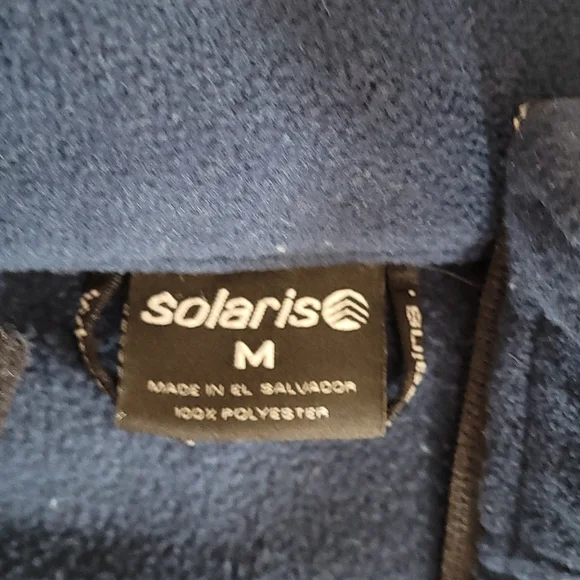 solaris
M
MADE IN EL SALVADOR
100% POLYESTER